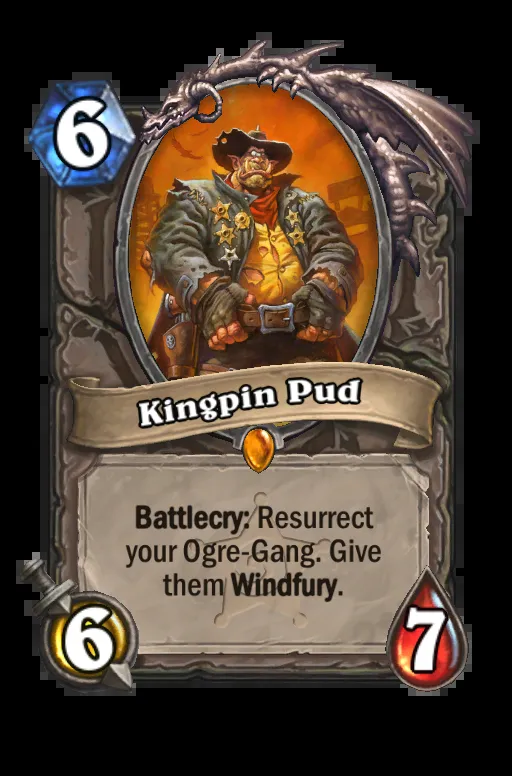 6
Kingpin Pud
Battlecry: Resurrect
your Ogre-Gang. Give
them Windfury.
6
7